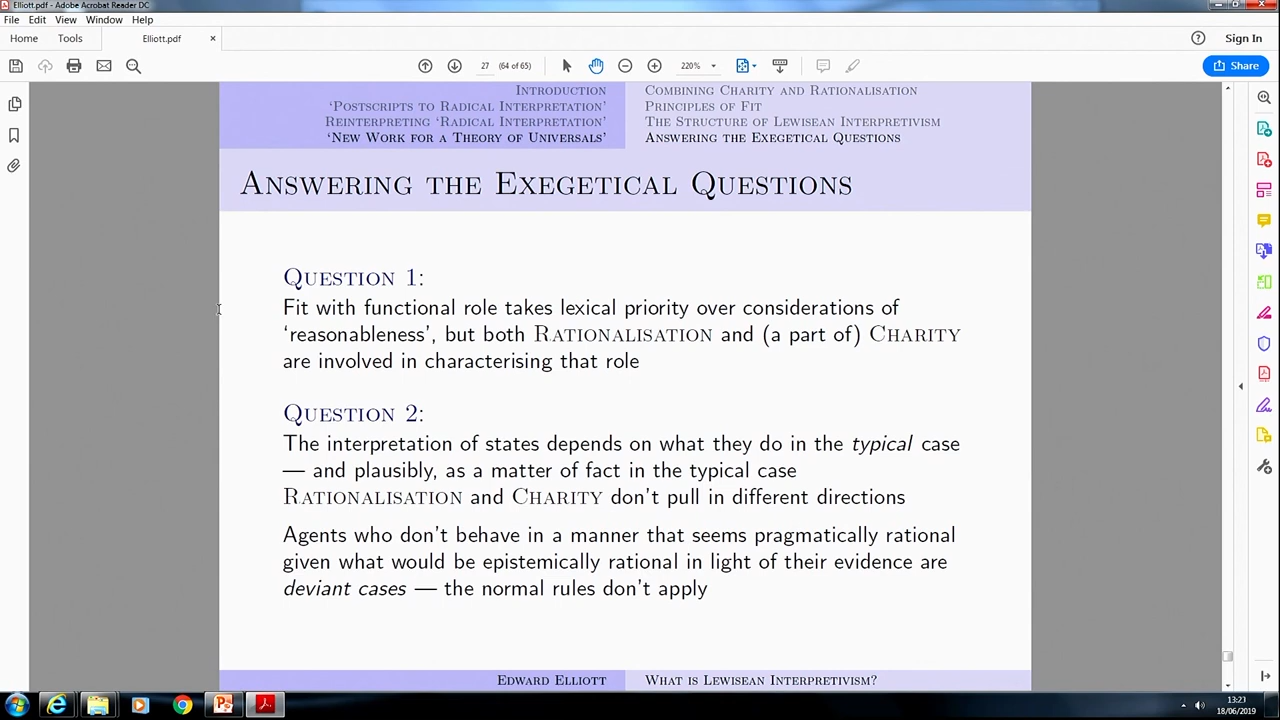 Elliott.pdf - Adobe Acrobat Reader DC
File Edit View Window Help
Home Tools Elliott.pdf × Sign In
27 (64 of 65) 220% Share
Introduction
‘Postscripts to Radical Interpretation’
Reinterpreting ‘Radical Interpretation’
‘New Work for a Theory of Universals’
Combining Charity and Rationalisation
Principles of Fit
The Structure of Lewisean Interpretivism
Answering the Exegetical Questions
Answering the Exegetical Questions
Question 1:
Fit with functional role takes lexical priority over considerations of
‘reasonableness’, but both Rationalisation and (a part of) Charity
are involved in characterising that role
Question 2:
The interpretation of states depends on what they do in the typical case
— and plausibly, as a matter of fact in the typical case
Rationalisation and Charity don’t pull in different directions
Agents who don’t behave in a manner that seems pragmatically rational
given what would be epistemically rational in light of their evidence are
deviant cases — the normal rules don’t apply
Edward Elliott What is Lewisean Interpretivism?
13:23
18/06/2019